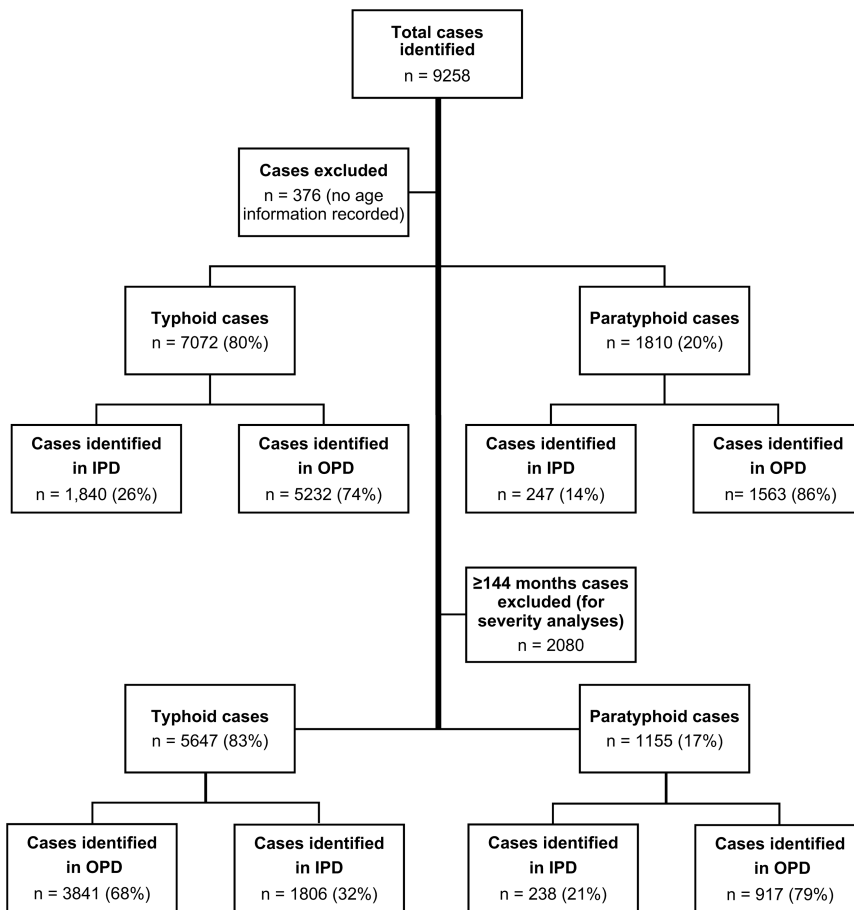 Total cases
identified
n = 9258
Cases excluded
n = 376 (no age
information recorded)
Typhoid cases
n = 7072 (80%)
Paratyphoid cases
n = 1810 (20%)
Cases identified
in IPD
n = 1,840 (26%)
Cases identified
in OPD
n = 5232 (74%)
Cases identified
in IPD
n = 247 (14%)
Cases identified
in OPD
n= 1563 (86%)
≥144 months cases
excluded (for
severity analyses)
n = 2080
Typhoid cases
n = 5647 (83%)
Paratyphoid cases
n = 1155 (17%)
Cases identified
in OPD
n = 3841 (68%)
Cases identified
in IPD
n = 1806 (32%)
Cases identified
in IPD
n = 238 (21%)
Cases identified
in OPD
n = 917 (79%)